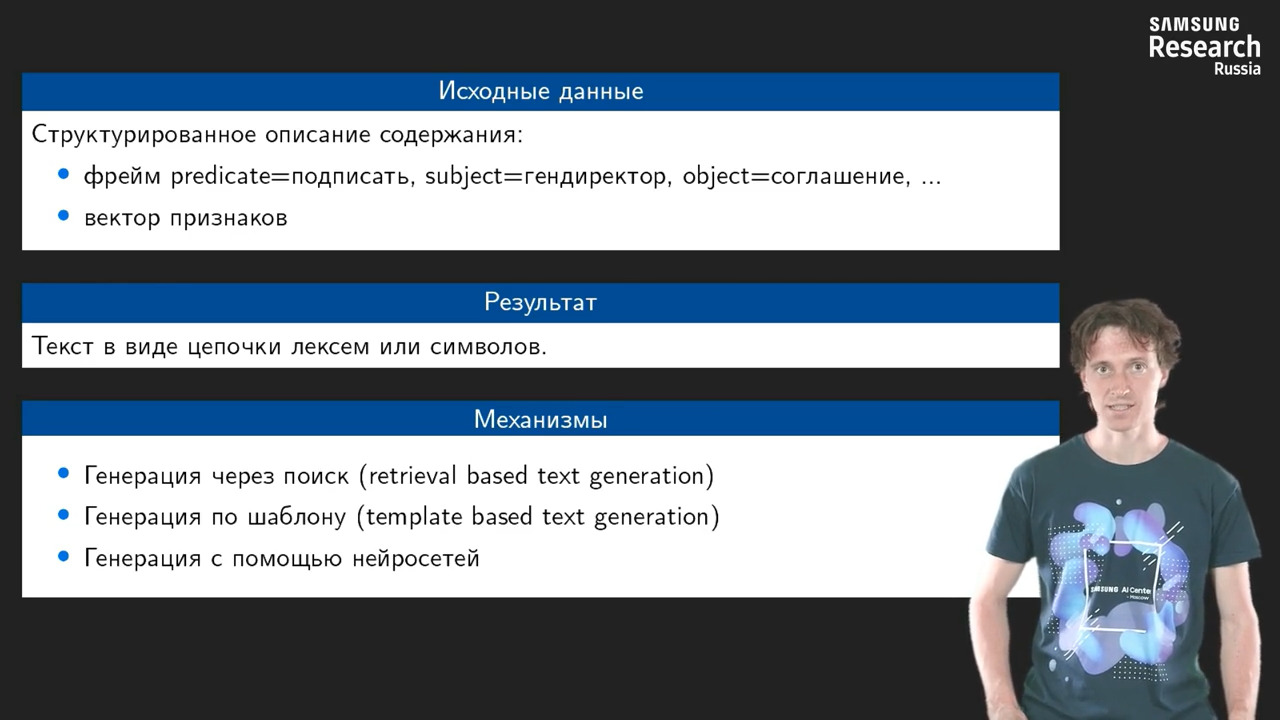 SAMSUNG
Research
Russia
Исходные данные
Структурированное описание содержания:
фрейм predicate=подписать, subject=гендиректор, object=соглашение, ...
вектор признаков
Результат
Текст в виде цепочки лексем или символов.
Механизмы
Генерация через поиск (retrieval based text generation)
Генерация по шаблону (template based text generation)
Генерация с помощью нейросетей
SAMSUNG AI Center
- Moscow